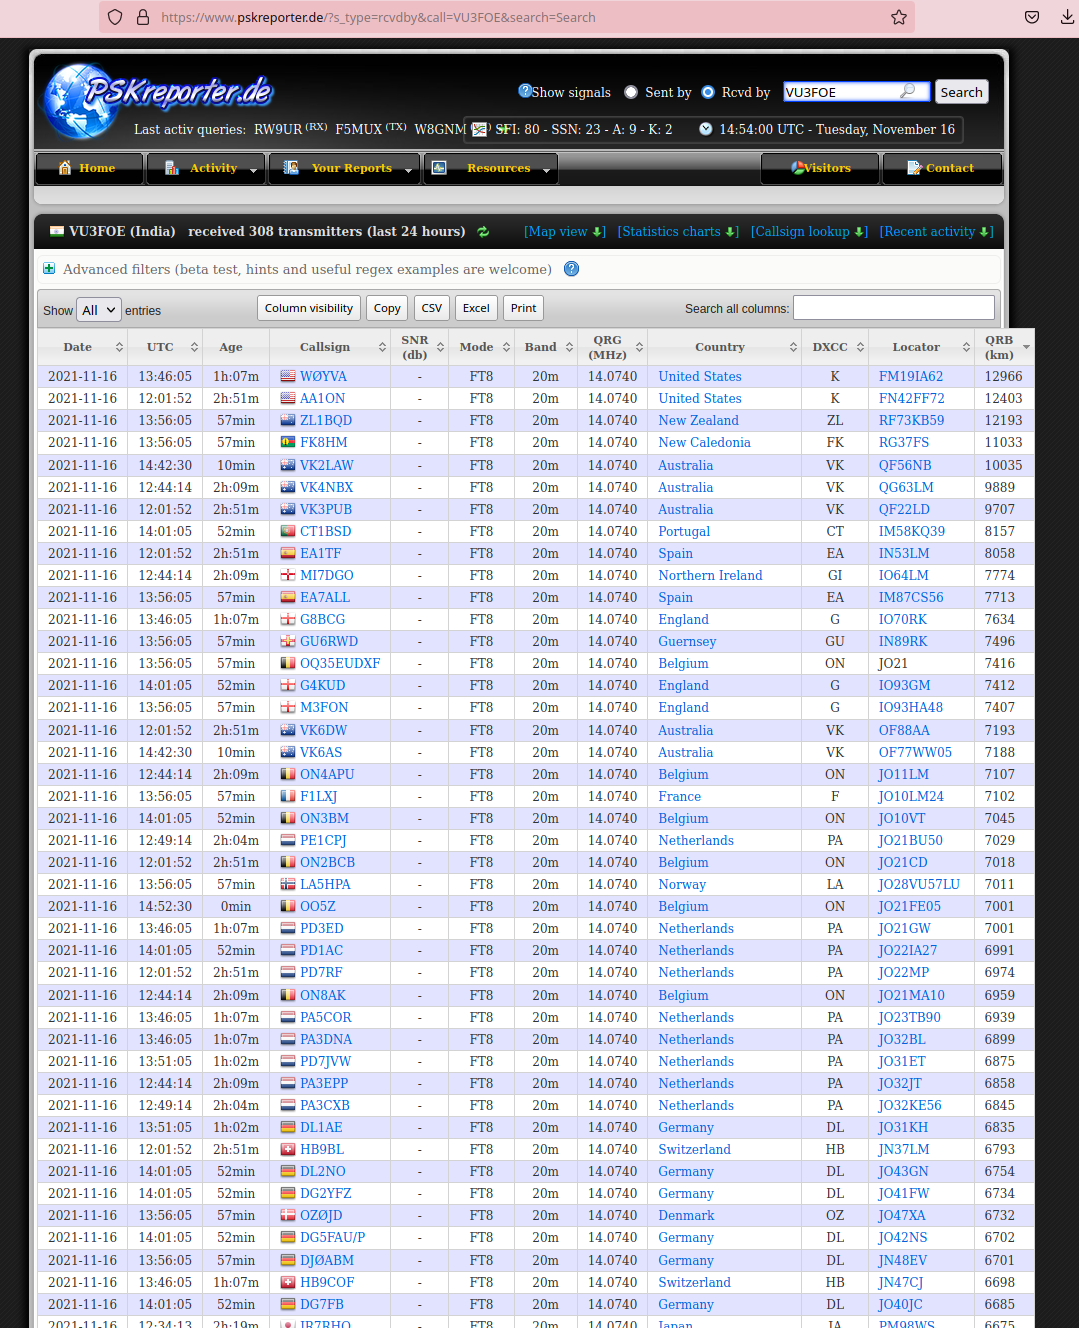 https://www.pskreporter.de/?s_type=rcvdby&call=VU3FOE&search=Search
PSKreporter.de
Show signals Sent by Rcvd by VU3FOE Search
Last activ queries: RW9UR (RX) F5MUX (TX) W8GNM SFI: 80 - SSN: 23 - A: 9 - K: 2 14:54:00 UTC - Tuesday, November 16
Home Activity Your Reports Resources Visitors Contact
VU3FOE (India) received 308 transmitters (last 24 hours) [Map view] [Statistics charts] [Callsign lookup] [Recent activity]
Advanced filters (beta test, hints and useful regex examples are welcome)
Show All entries Column visibility Copy CSV Excel Print Search all columns:
Date UTC Age Callsign SNR (db) Mode Band QRG (MHz) Country DXCC Locator QRB (km)
2021-11-16 13:46:05 1h:07m WØYVA - FT8 20m 14.0740 United States K FM19IA62 12966
2021-11-16 12:01:52 2h:51m AA1ON - FT8 20m 14.0740 United States K FN42FF72 12403
2021-11-16 13:56:05 57min ZL1BQD - FT8 20m 14.0740 New Zealand ZL RF73KB59 12193
2021-11-16 13:56:05 57min FK8HM - FT8 20m 14.0740 New Caledonia FK RG37FS 11033
2021-11-16 14:42:30 10min VK2LAW - FT8 20m 14.0740 Australia VK QF56NB 10035
2021-11-16 12:44:14 2h:09m VK4NBX - FT8 20m 14.0740 Australia VK QG63LM 9889
2021-11-16 12:01:52 2h:51m VK3PUB - FT8 20m 14.0740 Australia VK QF22LD 9707
2021-11-16 14:01:05 52min CT1BSD - FT8 20m 14.0740 Portugal CT IM58KQ39 8157
2021-11-16 12:01:52 2h:51m EA1TF - FT8 20m 14.0740 Spain EA IN53LM 8058
2021-11-16 12:44:14 2h:09m MI7DGO - FT8 20m 14.0740 Northern Ireland GI IO64LM 7774
2021-11-16 13:56:05 57min EA7ALL - FT8 20m 14.0740 Spain EA IM87CS56 7713
2021-11-16 13:46:05 1h:07m G8BCG - FT8 20m 14.0740 England G IO70RK 7634
2021-11-16 13:56:05 57min GU6RWD - FT8 20m 14.0740 Guernsey GU IN89RK 7496
2021-11-16 13:56:05 57min OQ35EUDXF - FT8 20m 14.0740 Belgium ON JO21 7416
2021-11-16 14:01:05 52min G4KUD - FT8 20m 14.0740 England G IO93GM 7412
2021-11-16 13:56:05 57min M3FON - FT8 20m 14.0740 England G IO93HA48 7407
2021-11-16 12:01:52 2h:51m VK6DW - FT8 20m 14.0740 Australia VK OF88AA 7193
2021-11-16 14:42:30 10min VK6AS - FT8 20m 14.0740 Australia VK OF77WW05 7188
2021-11-16 12:44:14 2h:09m ON4APU - FT8 20m 14.0740 Belgium ON JO11LM 7107
2021-11-16 13:56:05 57min F1LXJ - FT8 20m 14.0740 France F JO10LM24 7102
2021-11-16 14:01:05 52min ON3BM - FT8 20m 14.0740 Belgium ON JO10VT 7045
2021-11-16 12:49:14 2h:04m PE1CPJ - FT8 20m 14.0740 Netherlands PA JO21BU50 7029
2021-11-16 12:01:52 2h:51m ON2BCB - FT8 20m 14.0740 Belgium ON JO21CD 7018
2021-11-16 13:56:05 57min LA5HPA - FT8 20m 14.0740 Norway LA JO28VU57LU 7011
2021-11-16 14:52:30 0min OO5Z - FT8 20m 14.0740 Belgium ON JO21FE05 7001
2021-11-16 13:46:05 1h:07m PD3ED - FT8 20m 14.0740 Netherlands PA JO21GW 7001
2021-11-16 14:01:05 52min PD1AC - FT8 20m 14.0740 Netherlands PA JO22IA27 6991
2021-11-16 12:01:52 2h:51m PD7RF - FT8 20m 14.0740 Netherlands PA JO22MP 6974
2021-11-16 12:44:14 2h:09m ON8AK - FT8 20m 14.0740 Belgium ON JO21MA10 6959
2021-11-16 13:46:05 1h:07m PA5COR - FT8 20m 14.0740 Netherlands PA JO23TB90 6939
2021-11-16 13:46:05 1h:07m PA3DNA - FT8 20m 14.0740 Netherlands PA JO32BL 6899
2021-11-16 13:51:05 1h:02m PD7JVW - FT8 20m 14.0740 Netherlands PA JO31ET 6875
2021-11-16 12:44:14 2h:09m PA3EPP - FT8 20m 14.0740 Netherlands PA JO32JT 6858
2021-11-16 12:49:14 2h:04m PA3CXB - FT8 20m 14.0740 Netherlands PA JO32KE56 6845
2021-11-16 13:51:05 1h:02m DL1AE - FT8 20m 14.0740 Germany DL JO31KH 6835
2021-11-16 12:01:52 2h:51m HB9BL - FT8 20m 14.0740 Switzerland HB JN37LM 6793
2021-11-16 14:01:05 52min DL2NO - FT8 20m 14.0740 Germany DL JO43GN 6754
2021-11-16 14:01:05 52min DG2YFZ - FT8 20m 14.0740 Germany DL JO41FW 6734
2021-11-16 13:56:05 57min OZØJD - FT8 20m 14.0740 Denmark OZ JO47XA 6732
2021-11-16 14:01:05 52min DG5FAU/P - FT8 20m 14.0740 Germany DL JO42NS 6702
2021-11-16 13:56:05 57min DJØABM - FT8 20m 14.0740 Germany DL JN48EV 6701
2021-11-16 13:46:05 1h:07m HB9COF - FT8 20m 14.0740 Switzerland HB JN47CJ 6698
2021-11-16 14:01:05 52min DG7FB - FT8 20m 14.0740 Germany DL JO40JC 6685
2021-11-16 12:34:13 2h:19m JR7RHQ - FT8 20m 14.0740 Japan JA PM98WS 6675